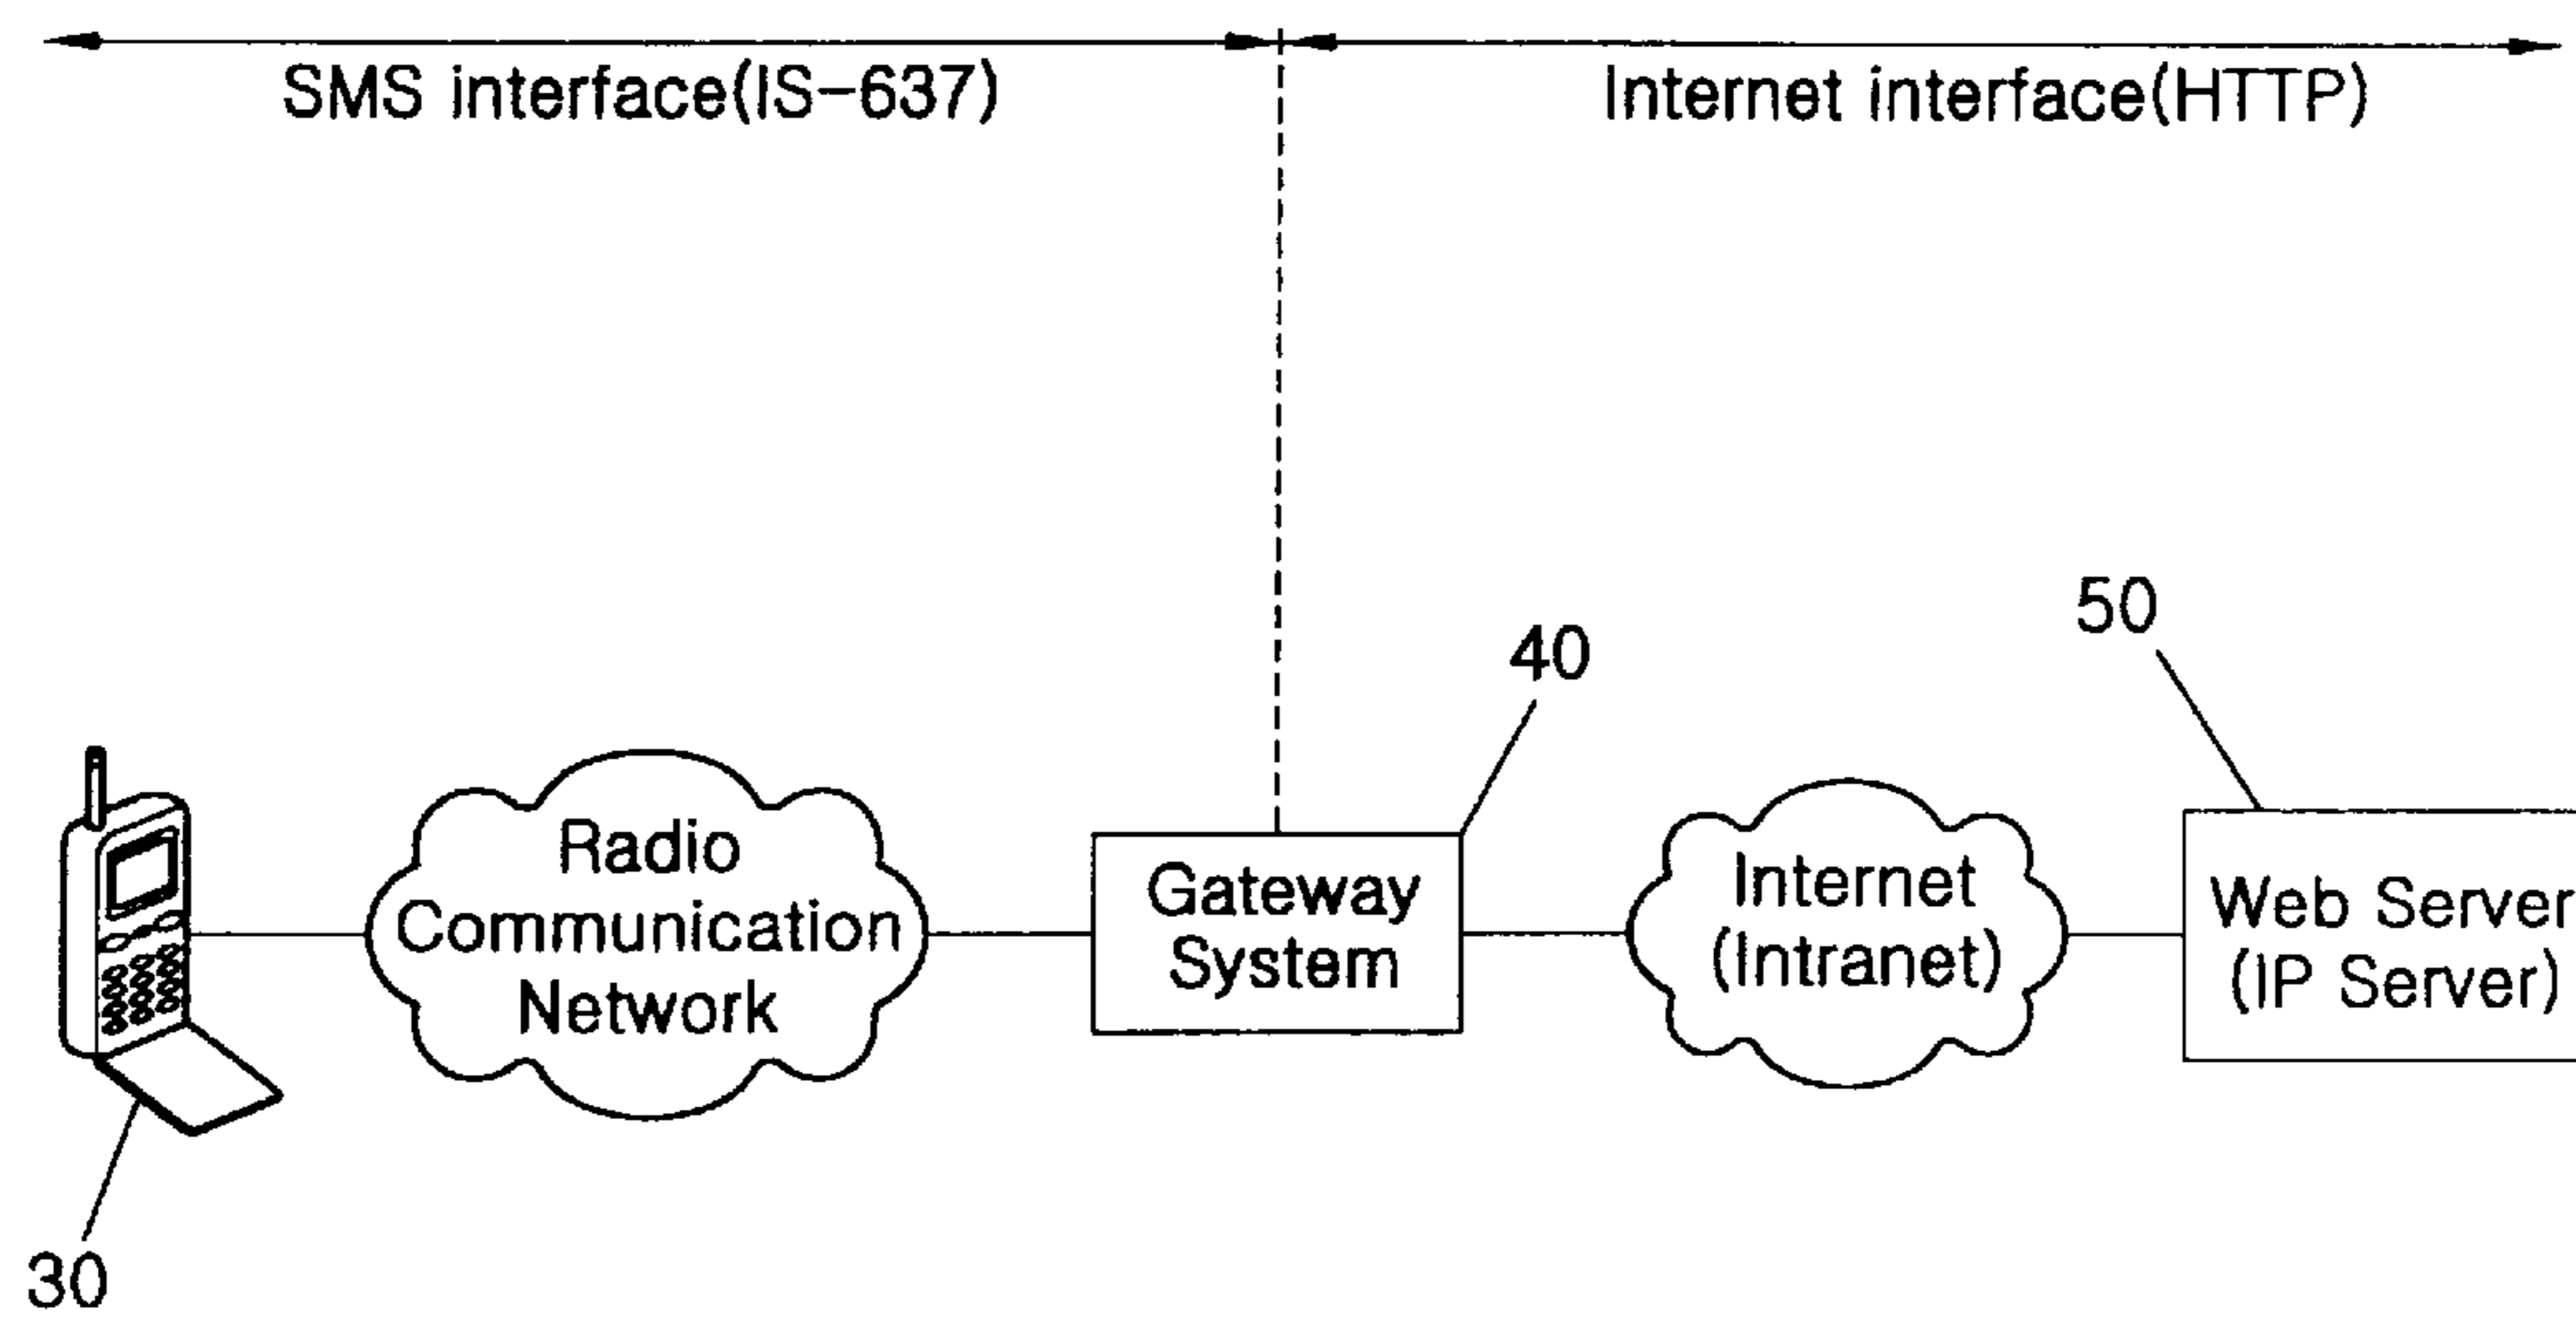 SMS interface(IS-637)
Internet interface(HTTP)
50
40
Radio
Communication
Network
Gateway
System
Internet
(Intranet)
Web Server
(IP Server)
30